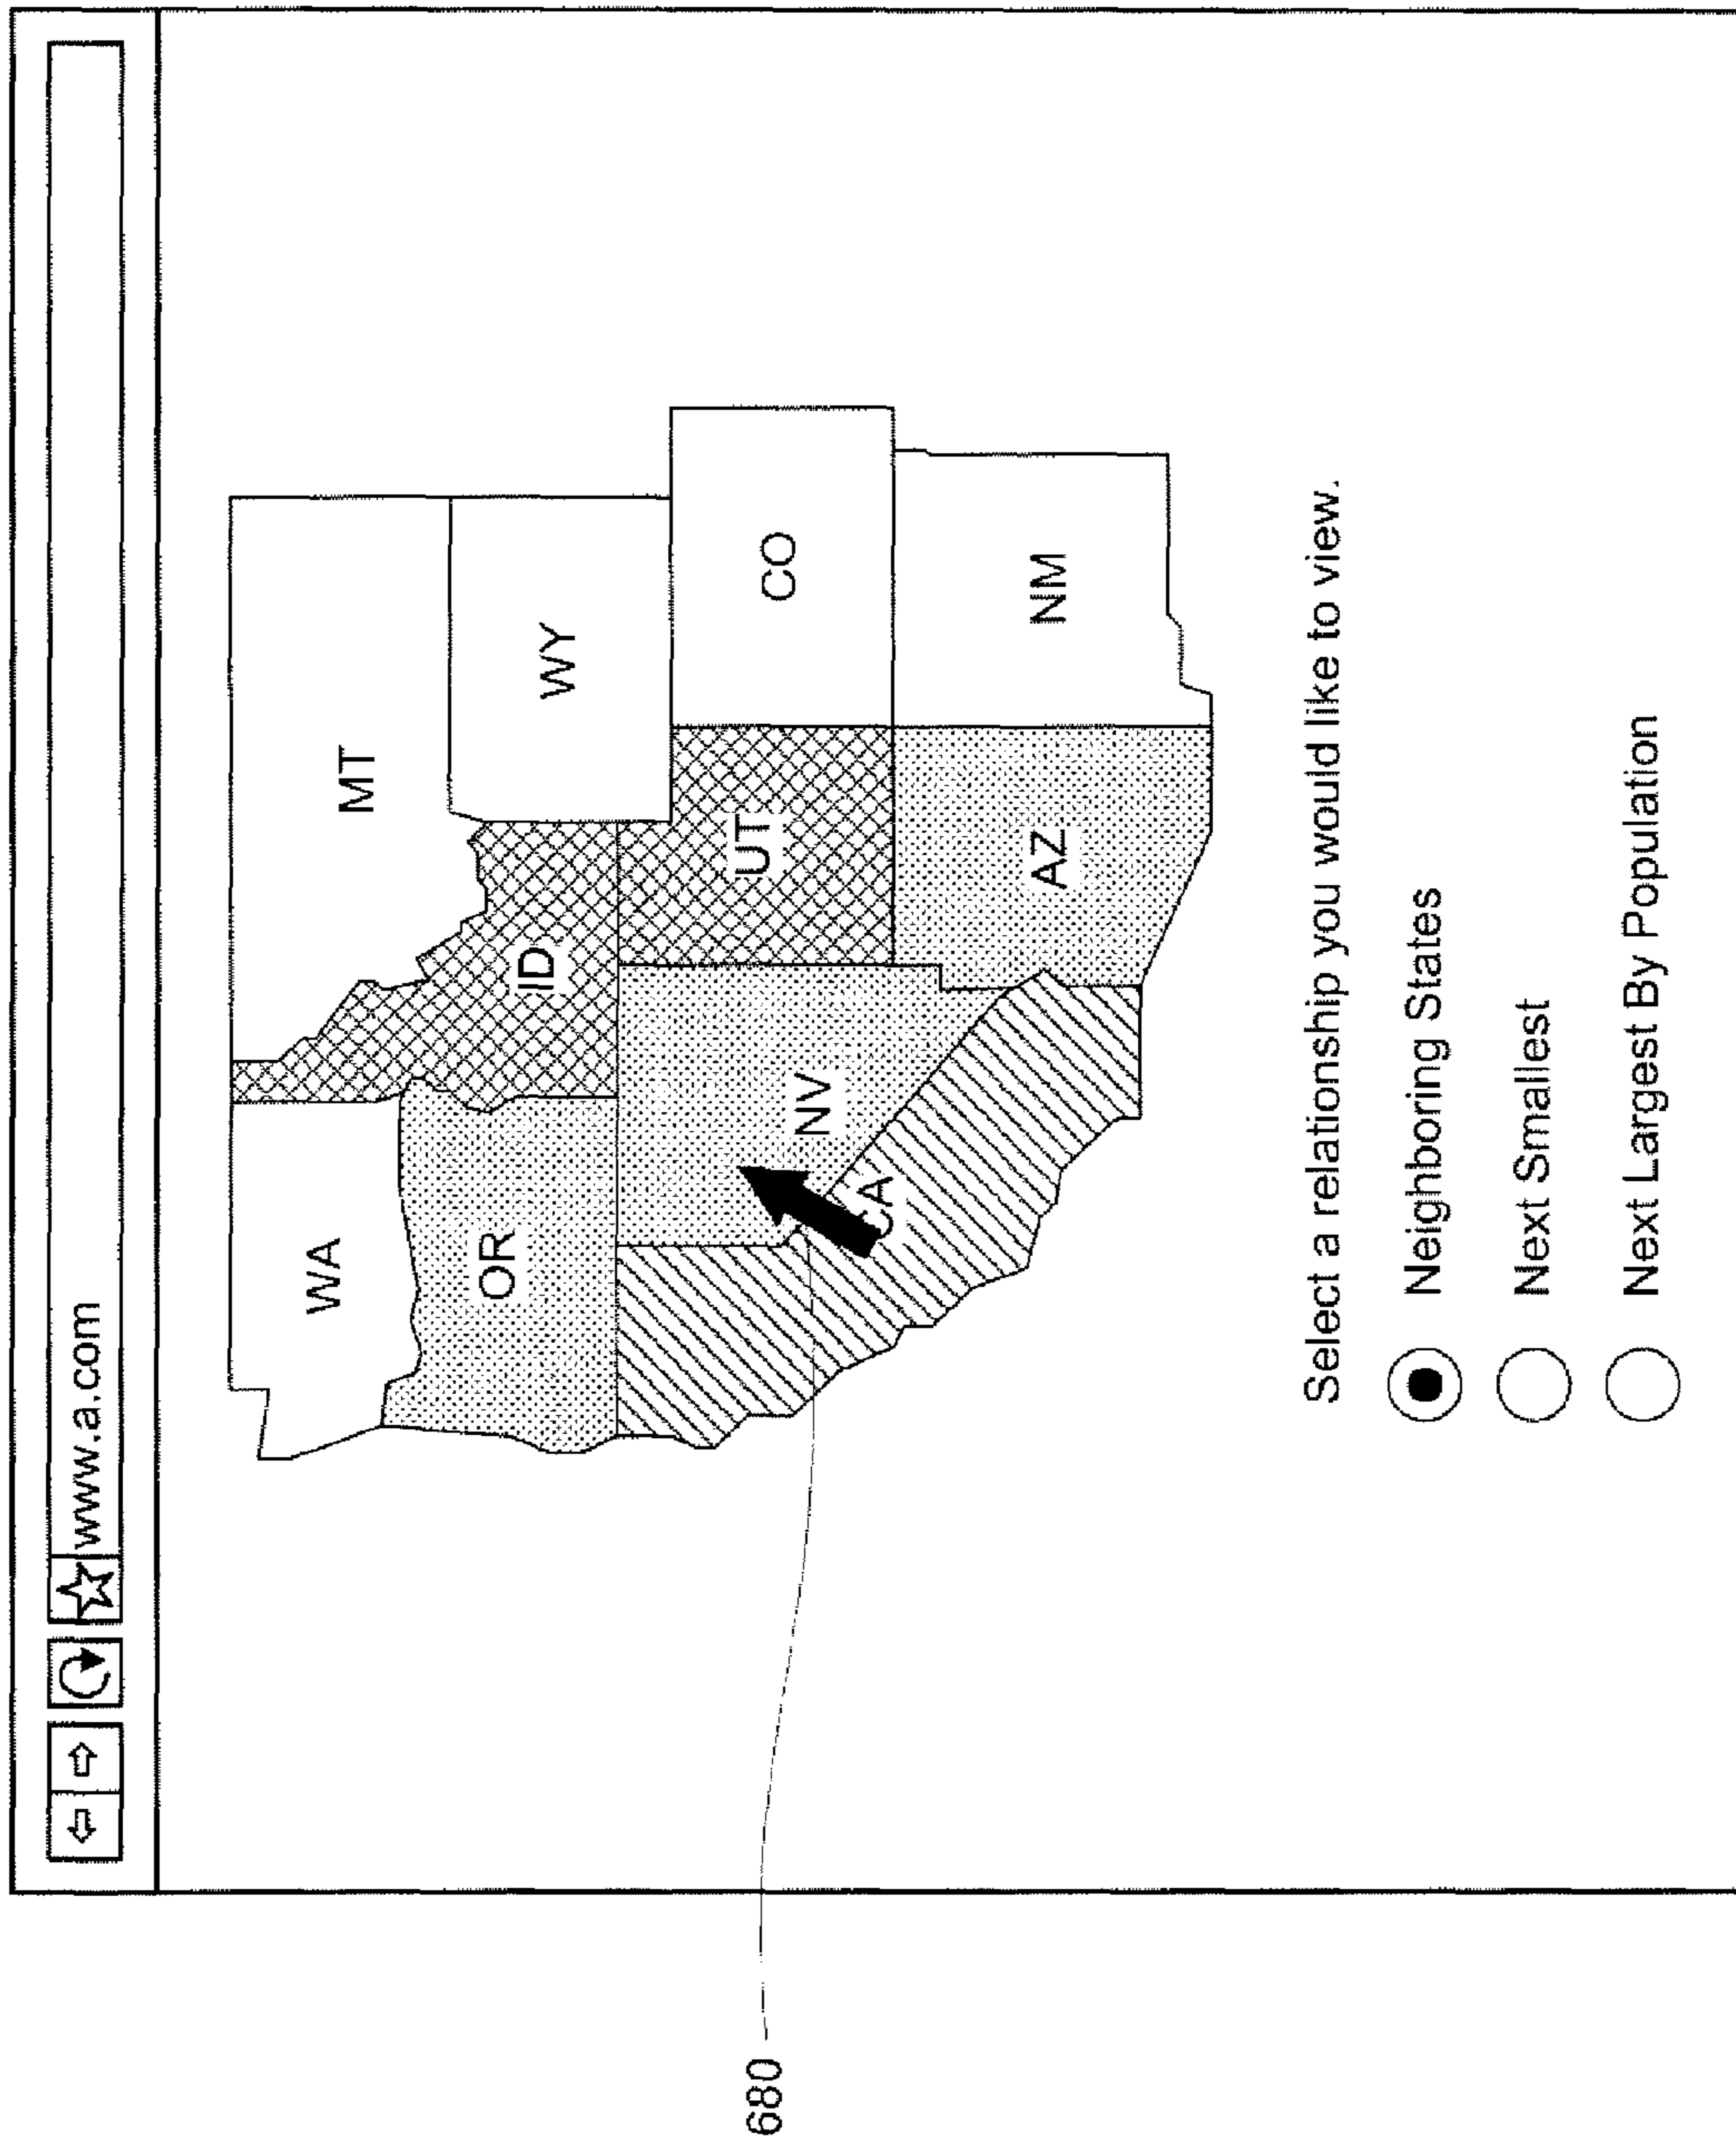 www.a.com
WA
MT
OR
ID
WY
NV
UT
CO
CA
AZ
NM
680
Select a relationship you would like to view.
Neighboring States
Next Smallest
Next Largest By Population